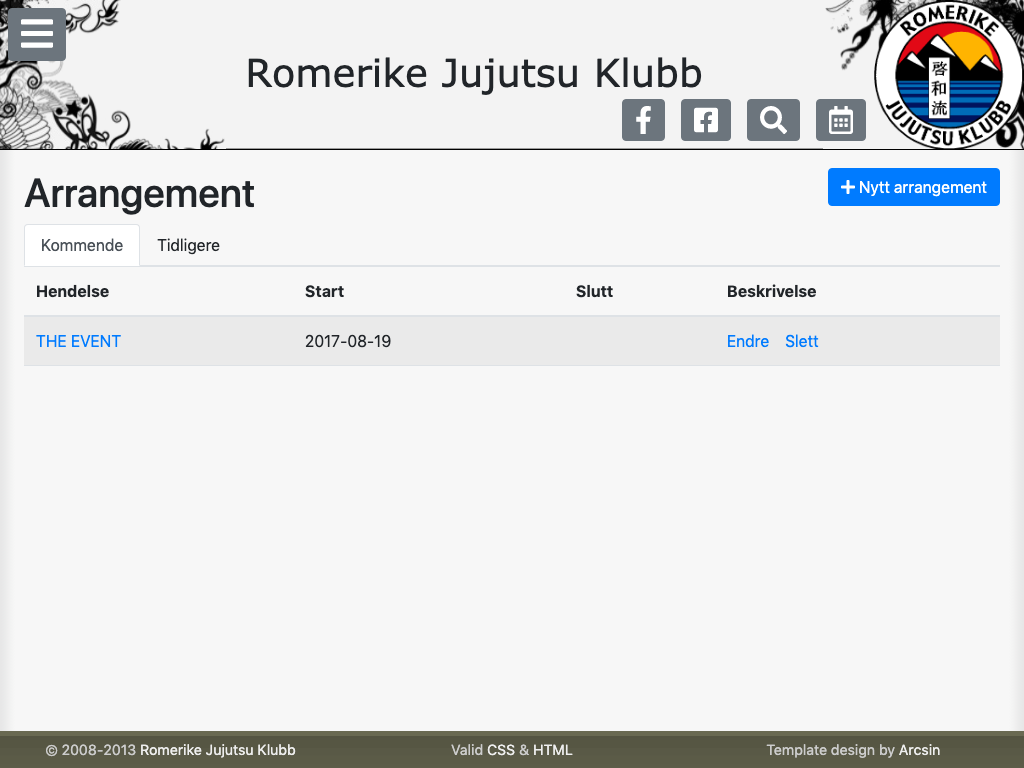 Romerike Jujutsu Klubb
ROMERIKE
啓和流
JUJUTSU KLUBB
Arrangement
Nytt arrangement
Kommende Tidligere
Hendelse Start Slutt Beskrivelse
THE EVENT 2017-08-19 Endre Slett
© 2008-2013 Romerike Jujutsu Klubb Valid CSS & HTML Template design by Arcsin